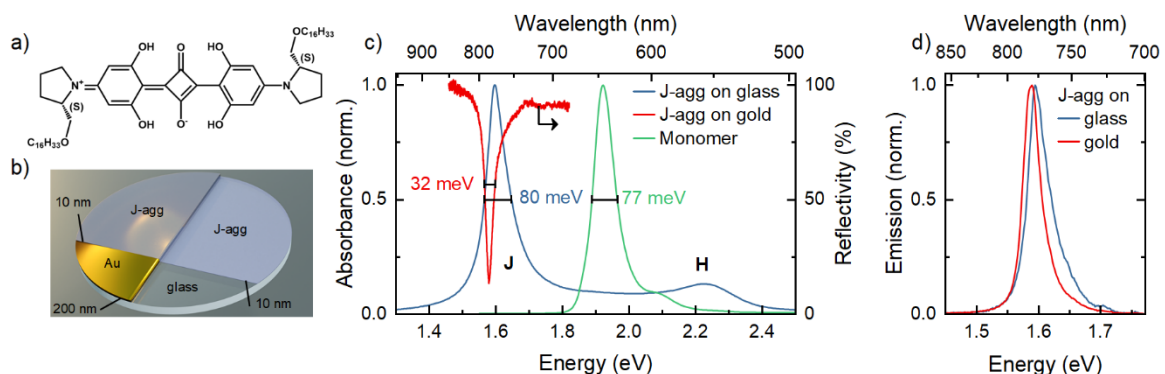 a)
OC₁₆H₃₃
OH
O
OH
(S)
N⁺
N
(S)
OH
O⁻
HO
C₁₆H₃₃O
b)
10 nm
J-agg
J-agg
Au
glass
200 nm
10 nm
c)
Wavelength (nm)
900 800 700 600 500
1.0
0.5
0.0
Absorbance (norm.)
J-agg on glass
J-agg on gold
Monomer
32 meV
80 meV
77 meV
J
H
100
50
0
Reflectivity (%)
1.4 1.6 1.8 2.0 2.2 2.4
Energy (eV)
d)
Wavelength (nm)
850 800 750 700
1.0
0.5
0.0
Emission (norm.)
J-agg on
glass
gold
1.5 1.6 1.7
Energy (eV)